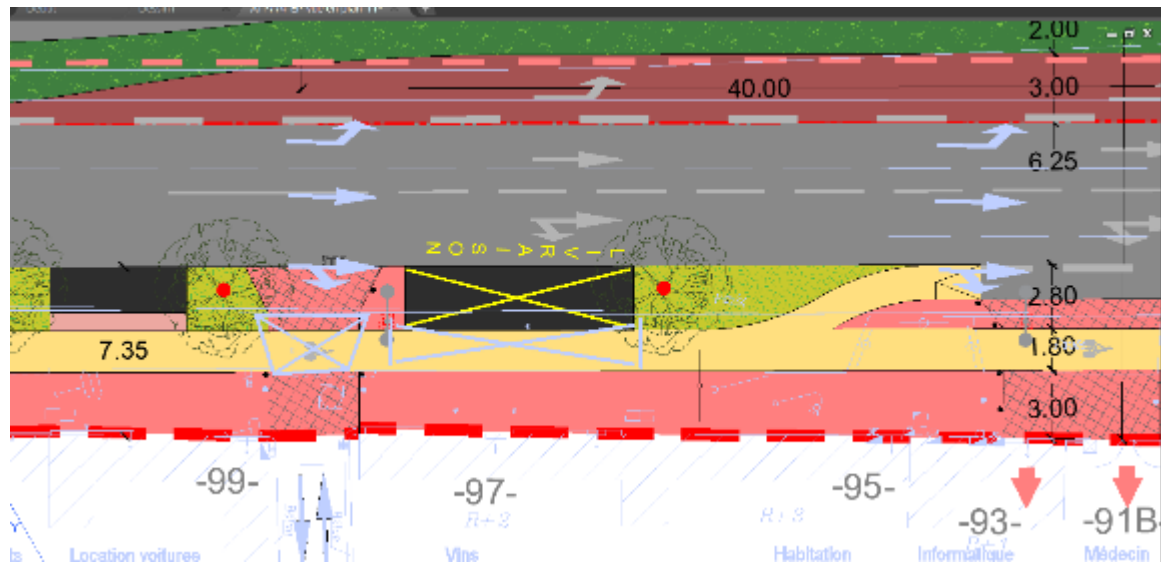 2.00
40.00
3.00
6.25
LIVRAISON
2.80
7.35
1.80
3.00
-99-
-97-
-95-
-93-
-91B-
R+2
R+3
Location voitures
Vins
Habitation
Informatique
Médecin